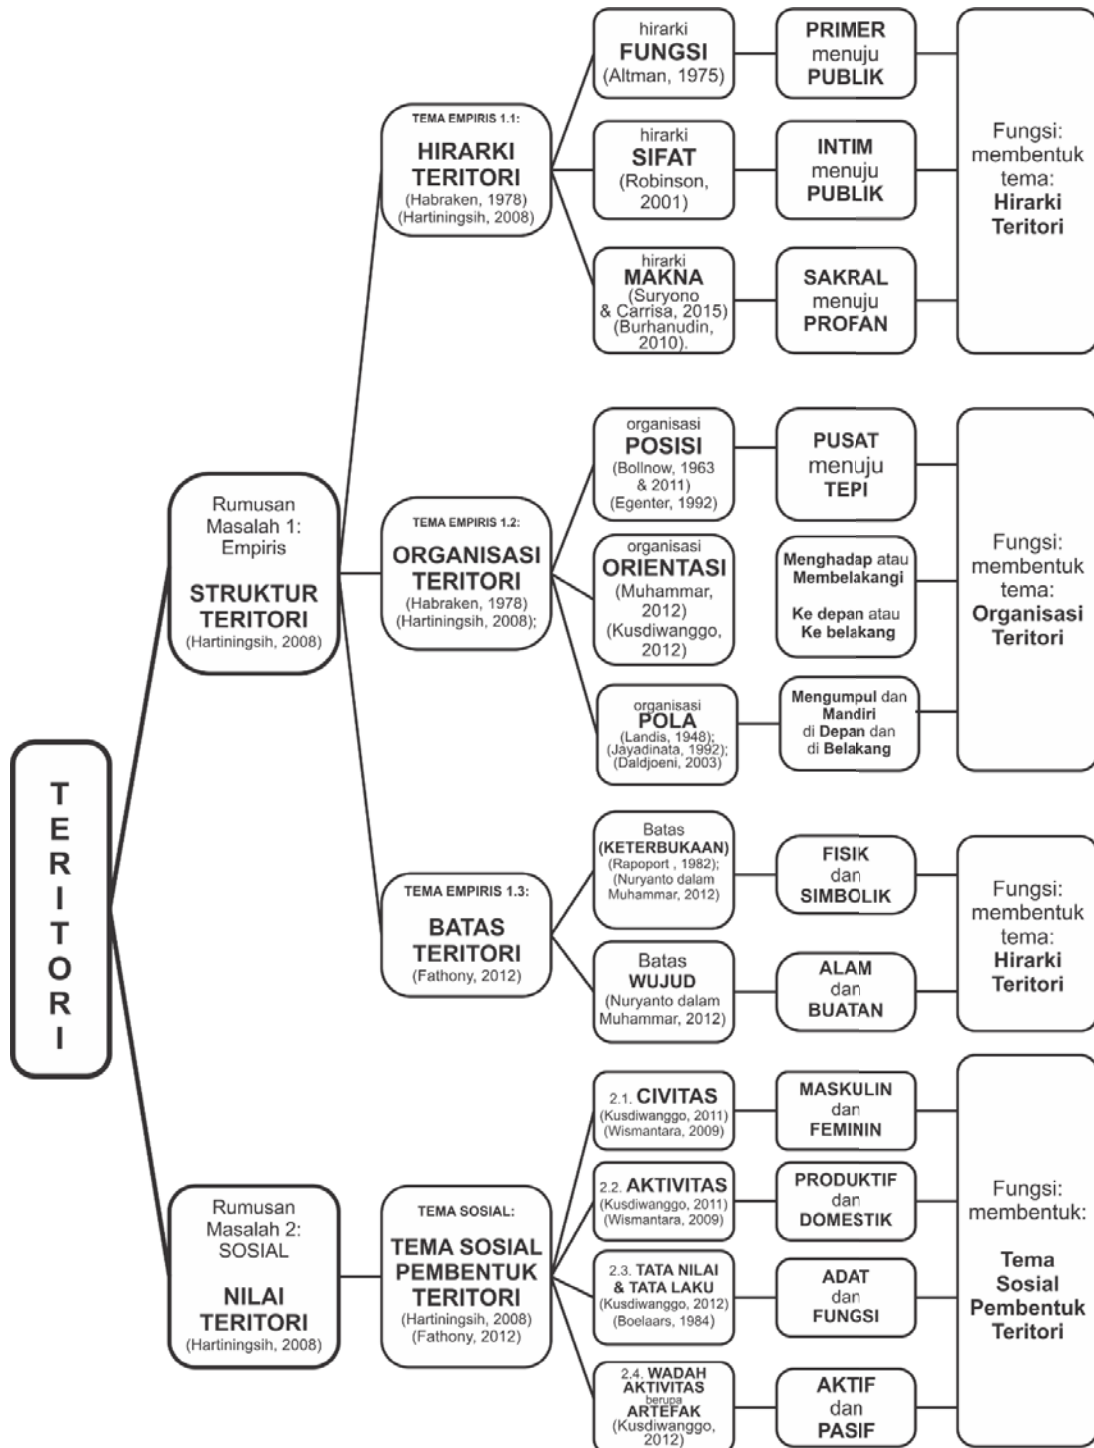 TERITORI
Rumusan
Masalah 1:
Empiris
STRUKTUR
TERITORI
(Hartiningsih, 2008)
TEMA EMPIRIS 1.1:
HIRARKI
TERITORI
(Habraken, 1978)
(Hartiningsih, 2008)
hirarki
FUNGSI
(Altman, 1975)
PRIMER
menuju
PUBLIK
hirarki
SIFAT
(Robinson,
2001)
INTIM
menuju
PUBLIK
hirarki
MAKNA
(Suryono
& Carrisa, 2015)
(Burhanudin,
2010).
SAKRAL
menuju
PROFAN
Fungsi:
membentuk
tema:
Hirarki
Teritori
TEMA EMPIRIS 1.2:
ORGANISASI
TERITORI
(Habraken, 1978)
(Hartiningsih, 2008);
organisasi
POSISI
(Bollnow, 1963
& 2011)
(Egenter, 1992)
PUSAT
menuju
TEPI
organisasi
ORIENTASI
(Muhammar,
2012)
(Kusdiwanggo,
2012)
Menghadap atau
Membelakangi
Ke depan atau
Ke belakang
organisasi
POLA
(Landis, 1948);
(Jayadinata, 1992);
(Daldjoeni, 2003)
Mengumpul dan
Mandiri
di Depan dan
di Belakang
Fungsi:
membentuk
tema:
Organisasi
Teritori
TEMA EMPIRIS 1.3:
BATAS
TERITORI
(Fathony, 2012)
Batas
(KETERBUKAAN)
(Rapoport , 1982);
(Nuryanto dalam
Muhammar, 2012)
FISIK
dan
SIMBOLIK
Batas
WUJUD
(Nuryanto dalam
Muhammar, 2012)
ALAM
dan
BUATAN
Fungsi:
membentuk
tema:
Hirarki
Teritori
Rumusan
Masalah 2:
SOSIAL
NILAI
TERITORI
(Hartiningsih, 2008)
TEMA SOSIAL:
TEMA SOSIAL
PEMBENTUK
TERITORI
(Hartiningsih, 2008)
(Fathony, 2012)
2.1. CIVITAS
(Kusdiwanggo, 2011)
(Wismantara, 2009)
MASKULIN
dan
FEMININ
2.2. AKTIVITAS
(Kusdiwanggo, 2011)
(Wismantara, 2009)
PRODUKTIF
dan
DOMESTIK
2.3. TATA NILAI
& TATA LAKU
(Kusdiwanggo, 2012)
(Boelaars, 1984)
ADAT
dan
FUNGSI
2.4. WADAH
AKTIVITAS
berupa
ARTEFAK
(Kusdiwanggo,
2012)
AKTIF
dan
PASIF
Fungsi:
membentuk:
Tema
Sosial
Pembentuk
Teritori